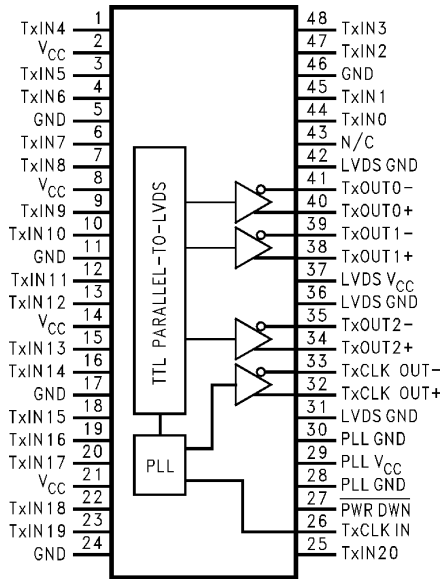 TxIN4 1
VCC 2
TxIN5 3
TxIN6 4
GND 5
TxIN7 6
TxIN8 7
VCC 8
TxIN9 9
TxIN10 10
GND 11
TxIN11 12
TxIN12 13
VCC 14
TxIN13 15
TxIN14 16
GND 17
TxIN15 18
TxIN16 19
TxIN17 20
VCC 21
TxIN18 22
TxIN19 23
GND 24
TTL PARALLEL-TO-LVDS
PLL
48 TxIN3
47 TxIN2
46 GND
45 TxIN1
44 TxIN0
43 N/C
42 LVDS GND
41 TxOUT0-
40 TxOUT0+
39 TxOUT1-
38 TxOUT1+
37 LVDS VCC
36 LVDS GND
35 TxOUT2-
34 TxOUT2+
33 TxCLK OUT-
32 TxCLK OUT+
31 LVDS GND
30 PLL GND
29 PLL VCC
28 PLL GND
27 PWR DWN
26 TxCLK IN
25 TxIN20